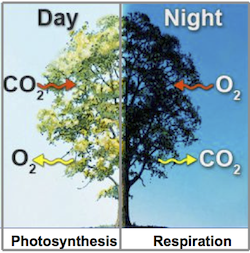 Day
Night
CO₂
O₂
O₂
CO₂
Photosynthesis
Respiration